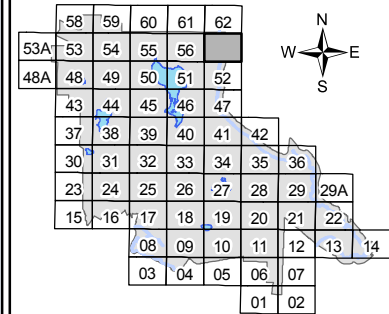 58 59 60 61 62
N
53A 53 54 55 56
W E
48A 48 49 50 51 52
S
43 44 45 46 47
37 38 39 40 41 42
30 31 32 33 34 35 36
23 24 25 26 27 28 29 29A
15 16 17 18 19 20 21 22
08 09 10 11 12 13 14
03 04 05 06 07
01 02